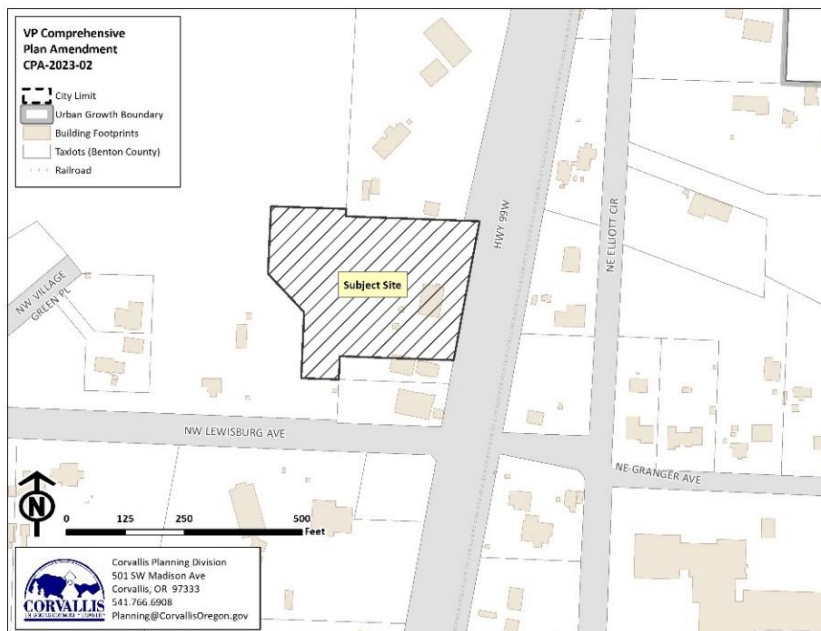 VP Comprehensive
Plan Amendment
CPA-2023-02
City Limit
Urban Growth Boundary
Building Footprints
Taxlots (Benton County)
Railroad
HWY 99W
NE ELLIOTT CIR
Subject Site
NW VILLAGE
GREEN PL
NW LEWISBURG AVE
NE GRANGER AVE
N
0 125 250 500
Feet
CORVALLIS
Corvallis Planning Division
501 SW Madison Ave
Corvallis, OR 97333
541.766.6908
Planning@CorvallisOregon.gov